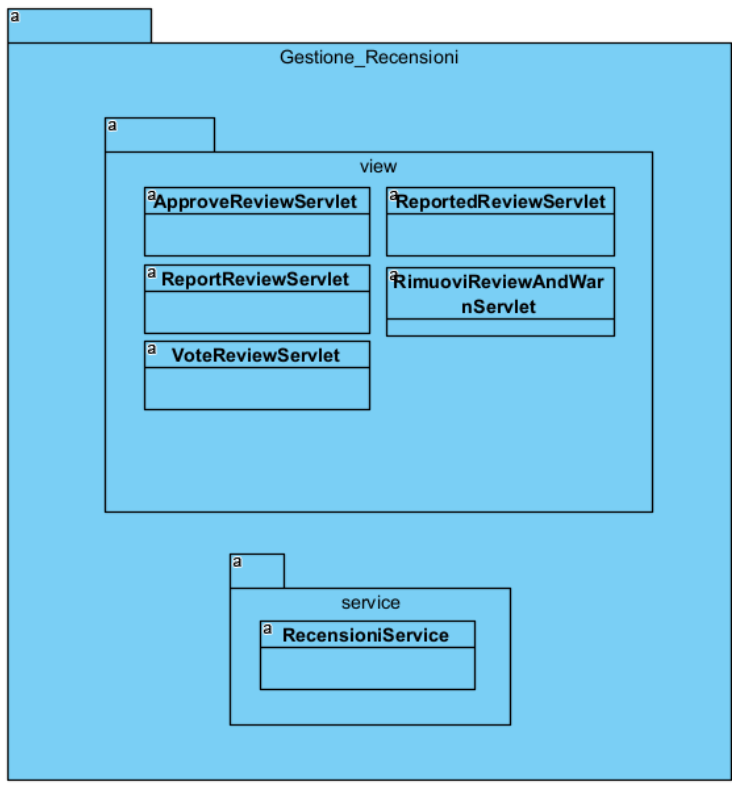 a
Gestione_Recensioni
a
view
a
ApproveReviewServlet
a
ReportedReviewServlet
a
ReportReviewServlet
a
RimuoviReviewAndWar
nServlet
a
VoteReviewServlet
a
service
a
RecensioniService